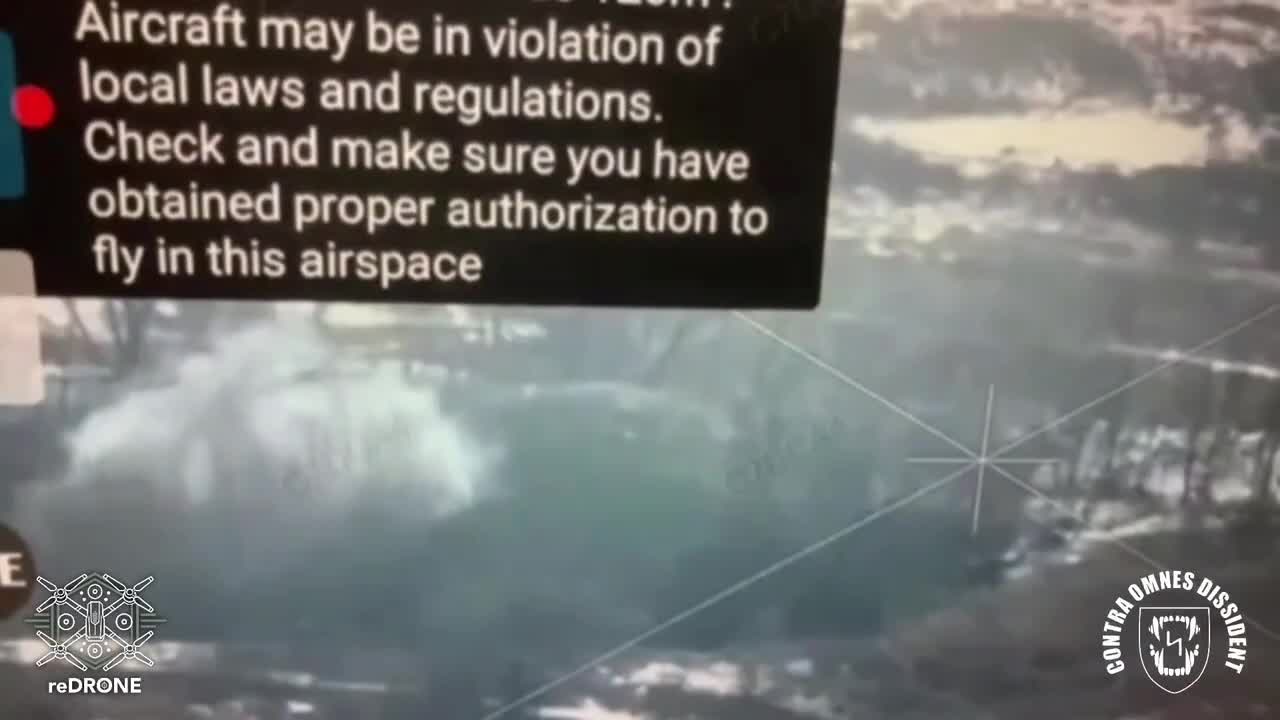 Aircraft may be in violation of
local laws and regulations.
Check and make sure you have
obtained proper authorization to
fly in this airspace
E
reDRONE
CONTRA OMNES DISSIDENT